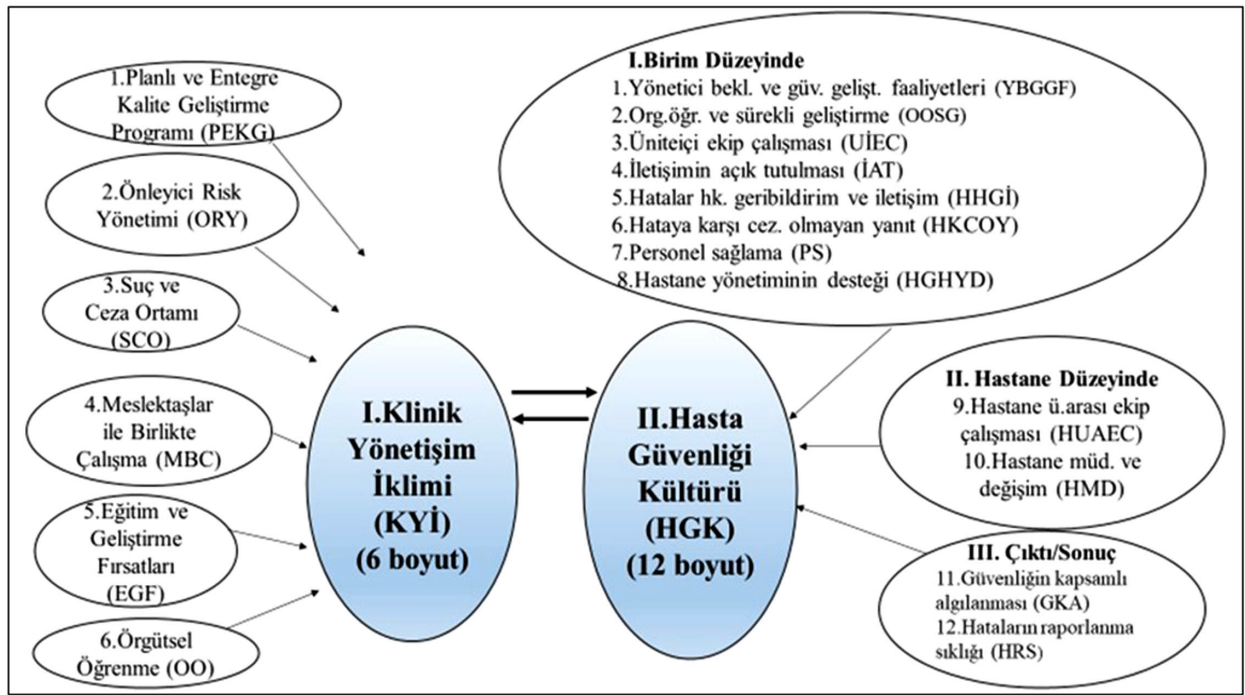 1.Planlı ve Entegre
Kalite Geliştirme
Programı (PEKG)
2.Önleyici Risk
Yönetimi (ORY)
3.Suç ve
Ceza Ortamı
(SCO)
4.Meslektaşlar
ile Birlikte
Çalışma (MBC)
5.Eğitim ve
Geliştirme
Fırsatları
(EGF)
6.Örgütsel
Öğrenme (OO)
I.Klinik
Yönetişim
İklimi
(KYİ)
(6 boyut)
II.Hasta
Güvenliği
Kültürü
(HGK)
(12 boyut)
I.Birim Düzeyinde
1.Yönetici bekl. ve güv. gelişt. faaliyetleri (YBGGF)
2.Org.öğr. ve sürekli geliştirme (OOSG)
3.Üniteiçi ekip çalışması (UİEC)
4.İletişimin açık tutulması (İAT)
5.Hatalar hk. geribildirim ve iletişim (HHGİ)
6.Hataya karşı cez. olmayan yanıt (HKCOY)
7.Personel sağlama (PS)
8.Hastane yönetiminin desteği (HGHYD)
II. Hastane Düzeyinde
9.Hastane ü.arası ekip
çalışması (HUAEC)
10.Hastane müd. ve
değişim (HMD)
III. Çıktı/Sonuç
11.Güvenliğin kapsamlı
algılanması (GKA)
12.Hataların raporlanma
sıklığı (HRS)